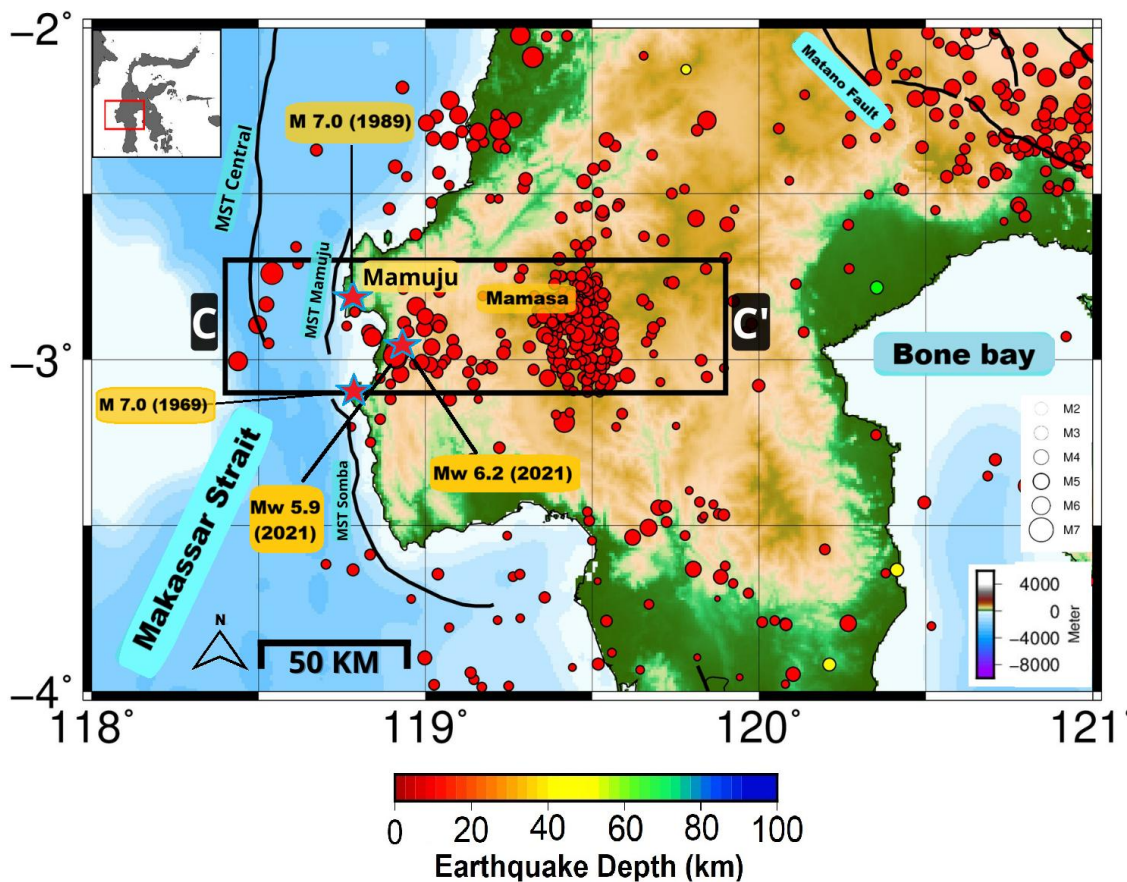 −2°
−3°
−4°
118°
119°
120°
121°
MST Central
M 7.0 (1989)
Matano Fault
MST Mamuju
Mamuju
Mamasa
C
C'
Bone bay
M 7.0 (1969)
Makassar Strait
MST Somba
Mw 6.2 (2021)
Mw 5.9
(2021)
M2
M3
M4
M5
M6
M7
4000
0
−4000
−8000
Meter
N
50 KM
0
20
40
60
80
100
Earthquake Depth (km)